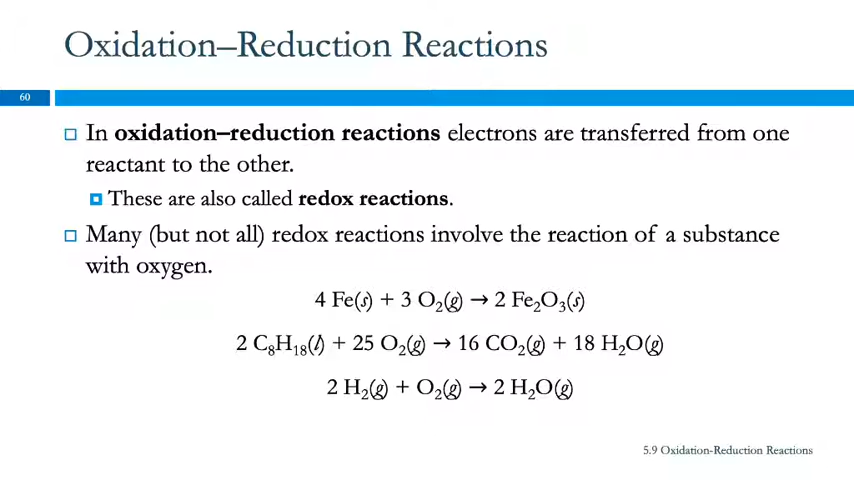 Oxidation–Reduction Reactions
60
In oxidation–reduction reactions electrons are transferred from one
reactant to the other.
These are also called redox reactions.
Many (but not all) redox reactions involve the reaction of a substance
with oxygen.
4 Fe(s) + 3 O₂(g) → 2 Fe₂O₃(s)
2 C₈H₁₈(l) + 25 O₂(g) → 16 CO₂(g) + 18 H₂O(g)
2 H₂(g) + O₂(g) → 2 H₂O(g)
5.9 Oxidation-Reduction Reactions